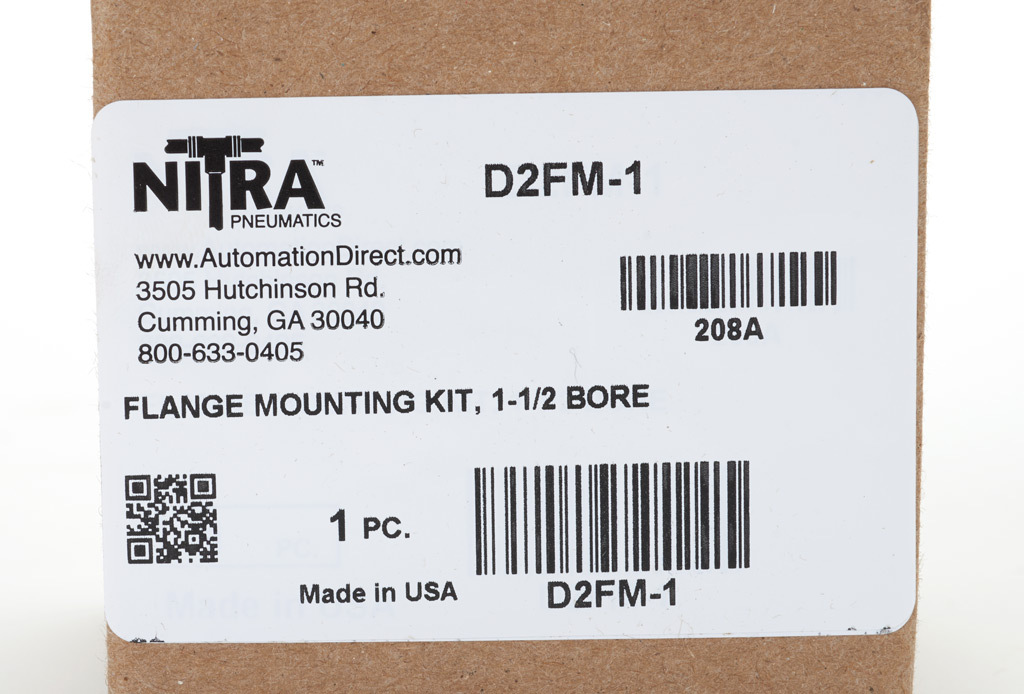 NITRA™
PNEUMATICS
D2FM-1
www.AutomationDirect.com
3505 Hutchinson Rd.
Cumming, GA 30040
800-633-0405
208A
FLANGE MOUNTING KIT, 1-1/2 BORE
1 PC.
Made in USA
D2FM-1